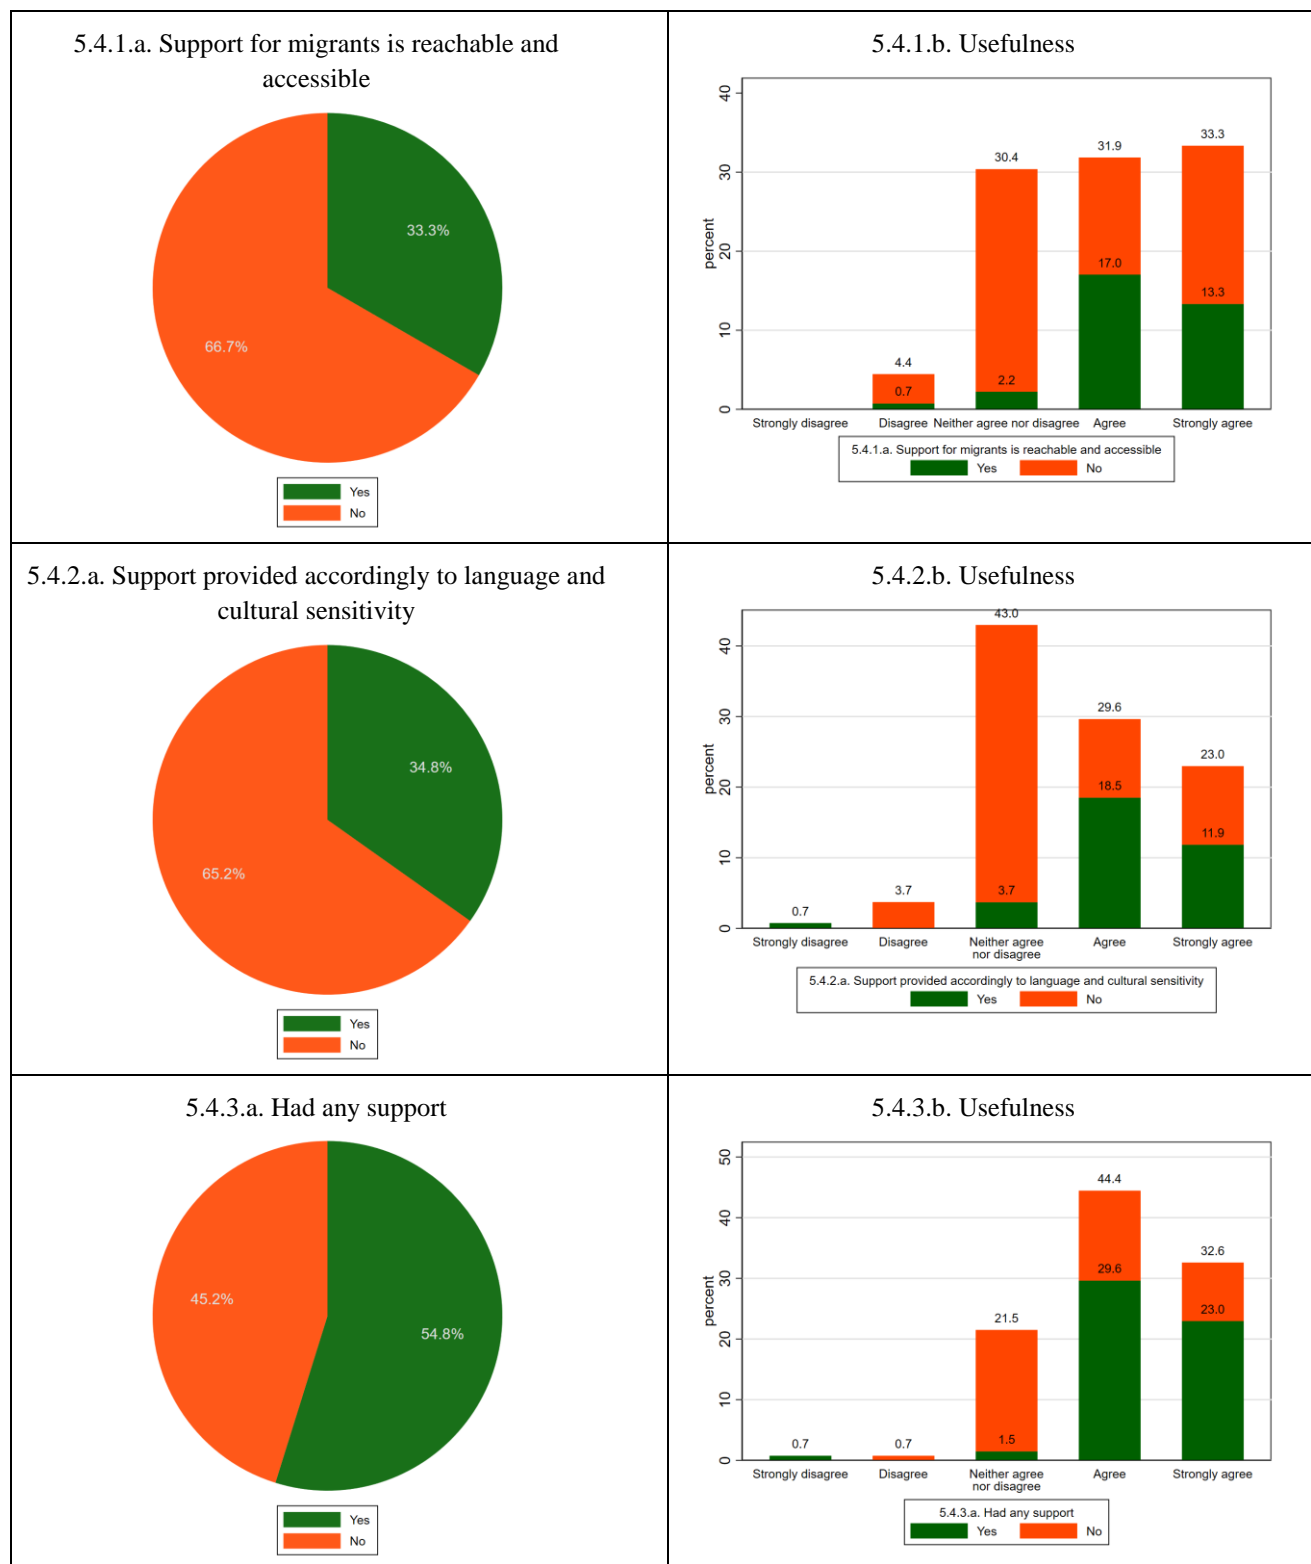 5.4.1.a. Support for migrants is reachable and
accessible
33.3%
66.7%
Yes
No
5.4.1.b. Usefulness
percent
40
30
20
10
0
4.4
0.7
30.4
2.2
31.9
17.0
33.3
13.3
Strongly disagree Disagree Neither agree nor disagree Agree Strongly agree
5.4.1.a. Support for migrants is reachable and accessible
Yes No
5.4.2.a. Support provided accordingly to language and
cultural sensitivity
34.8%
65.2%
Yes
No
5.4.2.b. Usefulness
percent
40
30
20
10
0
0.7
3.7
43.0
3.7
29.6
18.5
23.0
11.9
Strongly disagree Disagree Neither agree nor disagree Agree Strongly agree
5.4.2.a. Support provided accordingly to language and cultural sensitivity
Yes No
5.4.3.a. Had any support
45.2%
54.8%
Yes
No
5.4.3.b. Usefulness
percent
50
40
30
20
10
0
0.7
0.7
21.5
1.5
44.4
29.6
32.6
23.0
Strongly disagree Disagree Neither agree nor disagree Agree Strongly agree
5.4.3.a. Had any support
Yes No